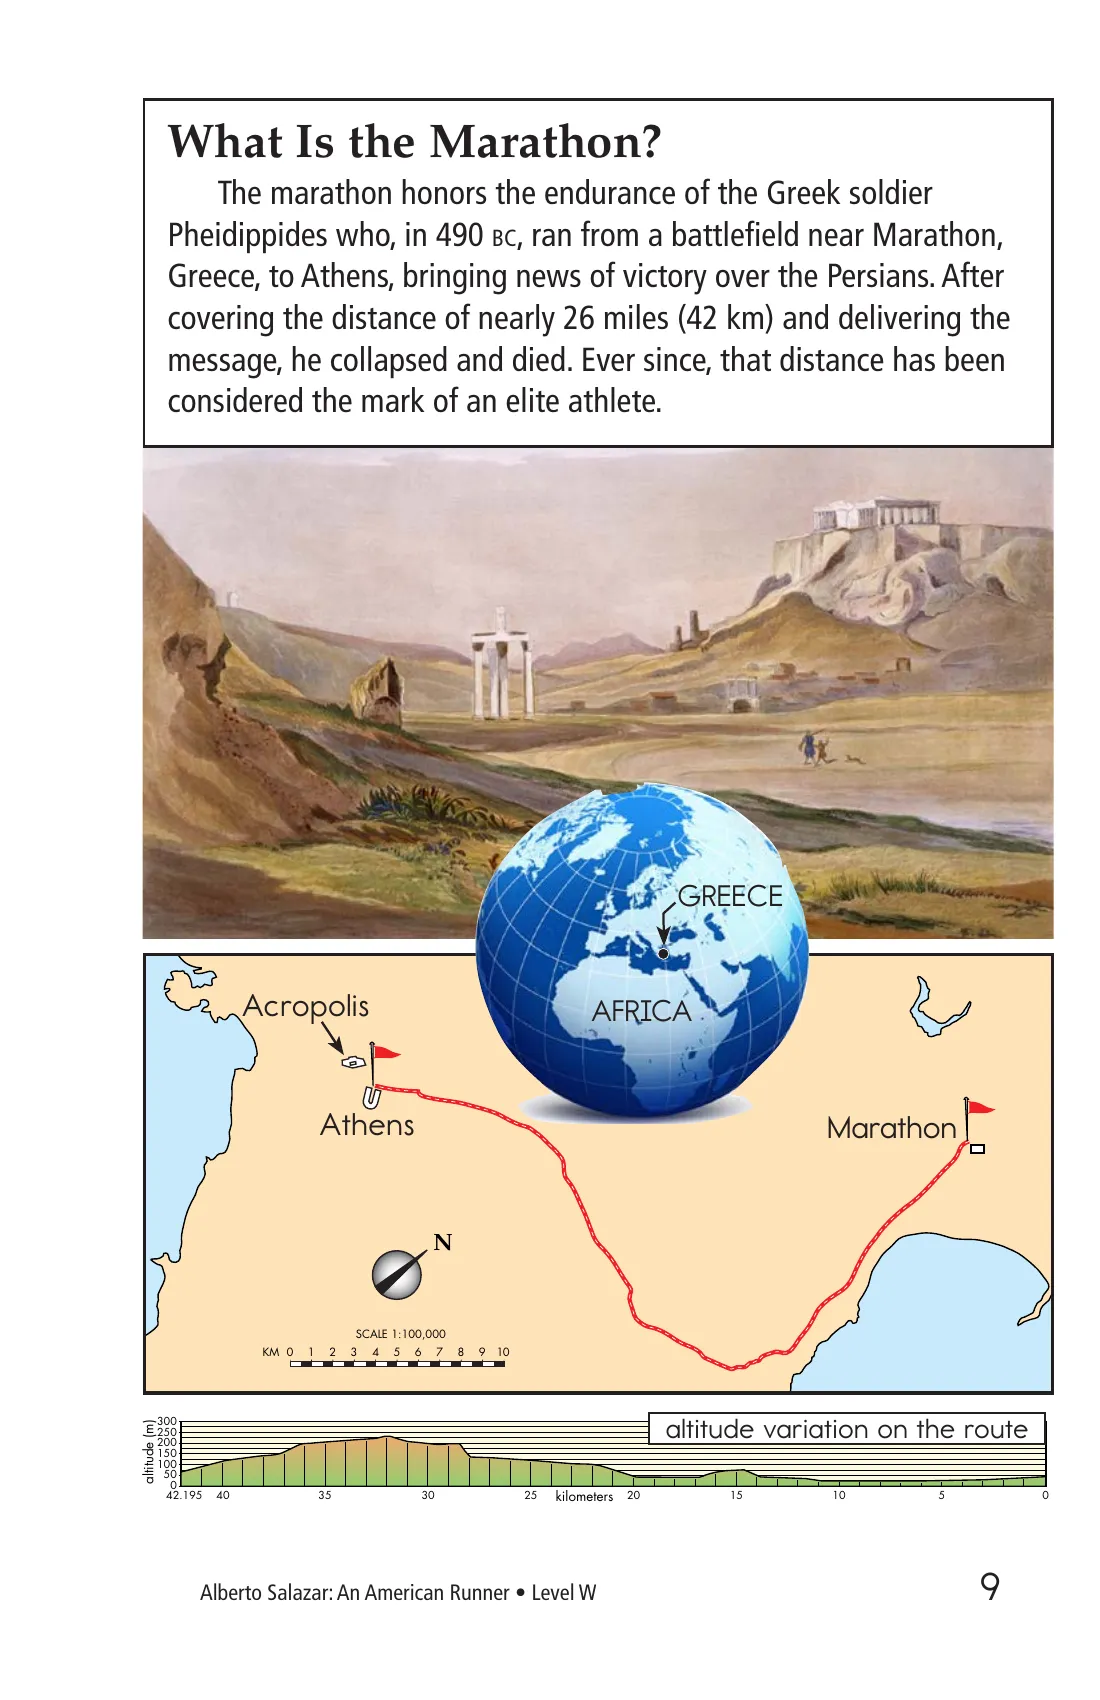 What Is the Marathon?
The marathon honors the endurance of the Greek soldier
Pheidippides who, in 490 BC, ran from a battlefield near Marathon,
Greece, to Athens, bringing news of victory over the Persians. After
covering the distance of nearly 26 miles (42 km) and delivering the
message, he collapsed and died. Ever since, that distance has been
considered the mark of an elite athlete.
GREECE
AFRICA
Acropolis
Athens
Marathon
N
SCALE 1:100,000
KM 0 1 2 3 4 5 6 7 8 9 10
altitude variation on the route
altitude (m)
300
250
200
150
100
50
0
42.195 40 35 30 25 kilometers 20 15 10 5 0
Alberto Salazar: An American Runner • Level W 9